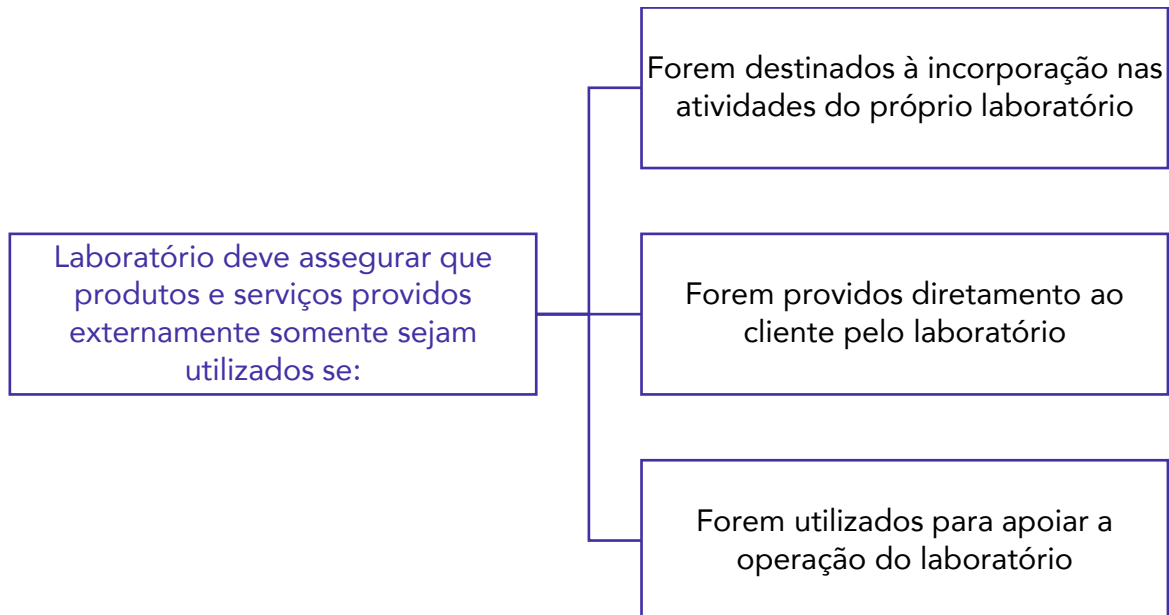 Forem destinados à incorporação nas
atividades do próprio laboratório
Laboratório deve assegurar que
produtos e serviços providos
externamente somente sejam
utilizados se:
Forem providos diretamento ao
cliente pelo laboratório
Forem utilizados para apoiar a
operação do laboratório